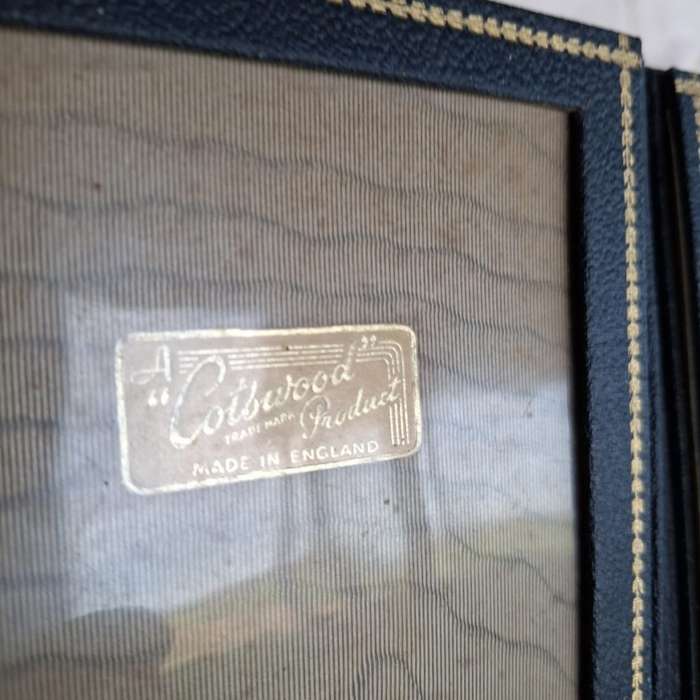 A
"Cotswood"
TRADE MARK Product
MADE IN ENGLAND